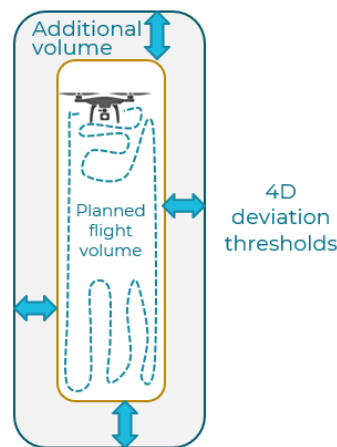 Additional
volume
Planned
flight
volume
4D
deviation
thresholds